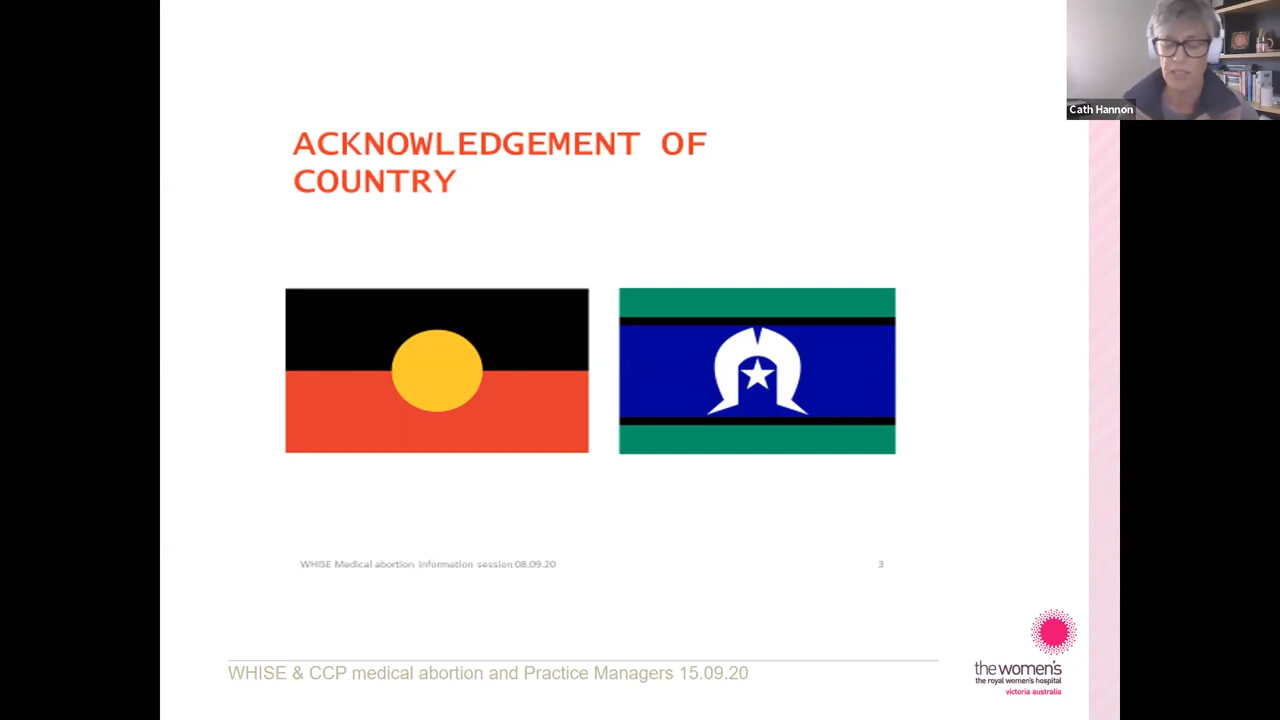 Cath Hannon
ACKNOWLEDGEMENT OF
COUNTRY
WHISE Medical abortion information session 08.09.20
3
WHISE & CCP medical abortion and Practice Managers 15.09.20
the women's
the royal women's hospital
victoria australia